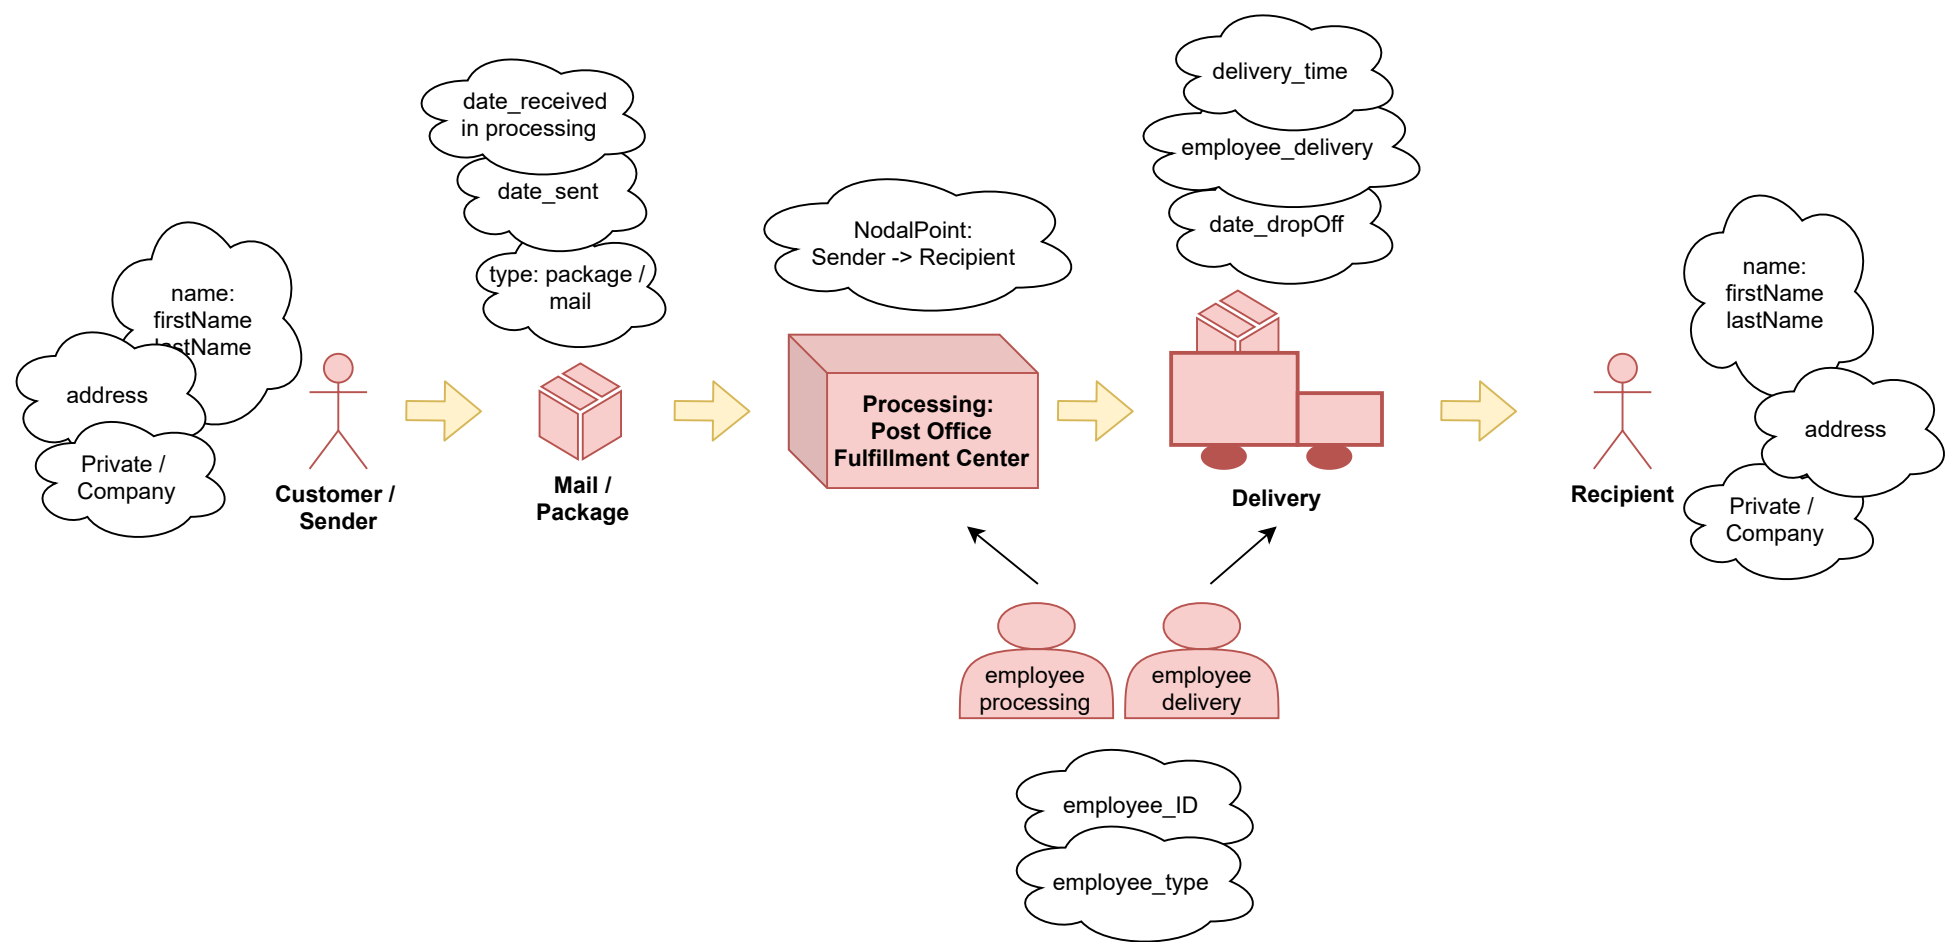 name:
firstName
lastName
address
Private /
Company
Customer /
Sender
date_received
in processing
date_sent
type: package /
mail
Mail /
Package
NodalPoint:
Sender -> Recipient
Processing:
Post Office
Fulfillment Center
delivery_time
employee_delivery
date_dropOff
Delivery
name:
firstName
lastName
address
Private /
Company
Recipient
employee
processing
employee
delivery
employee_ID
employee_type